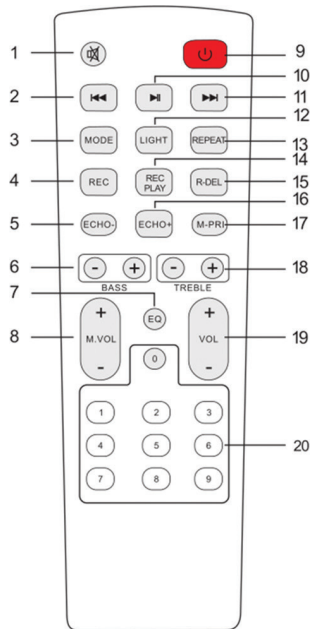 1
9
10
2
11
12
3 MODE LIGHT REPEAT 13
14
4 REC REC PLAY R-DEL 15
16
5 ECHO- ECHO+ M-PRI 17
6 - + - + 18
BASS TREBLE
7 EQ
8 + M.VOL - + VOL - 19
0
1 2 3
4 5 6 20
7 8 9